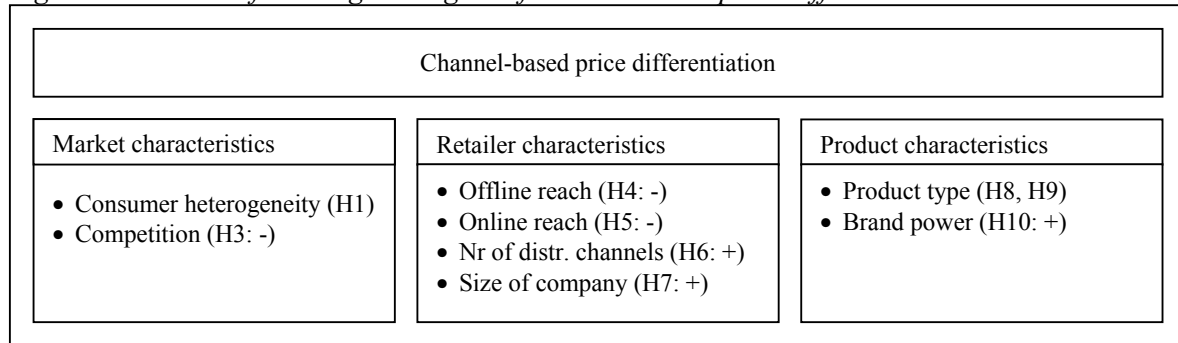 Channel-based price differentiation
Market characteristics
• Consumer heterogeneity (H1)
• Competition (H3: -)
Retailer characteristics
• Offline reach (H4: -)
• Online reach (H5: -)
• Nr of distr. channels (H6: +)
• Size of company (H7: +)
Product characteristics
• Product type (H8, H9)
• Brand power (H10: +)